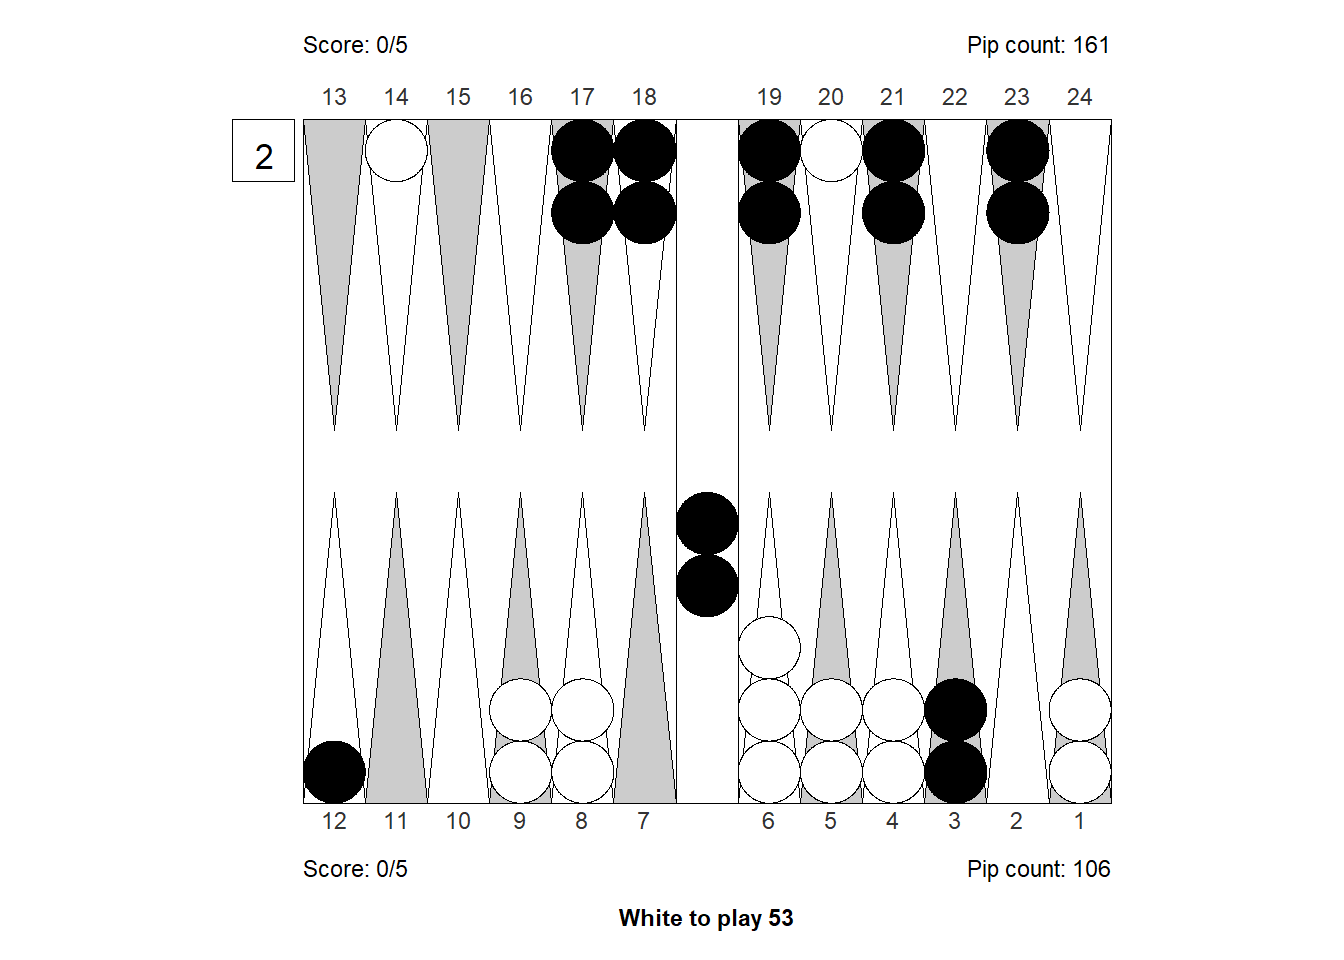 Score: 0/5 Pip count: 161
13 14 15 16 17 18 19 20 21 22 23 24
2
12 11 10 9 8 7 6 5 4 3 2 1
Score: 0/5 Pip count: 106
White to play 53